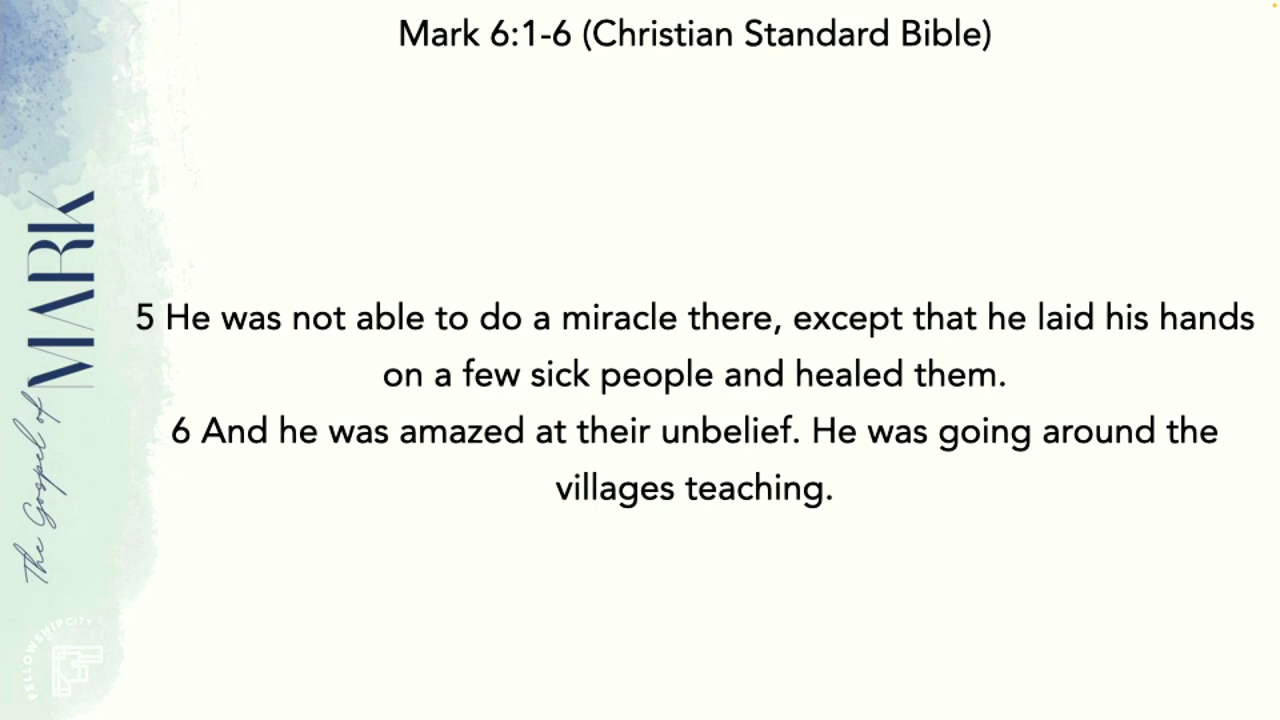 Mark 6:1-6 (Christian Standard Bible)
5 He was not able to do a miracle there, except that he laid his hands
on a few sick people and healed them.
6 And he was amazed at their unbelief. He was going around the
villages teaching.
The Gospel of
MARK
FELLOWSHIPCITY